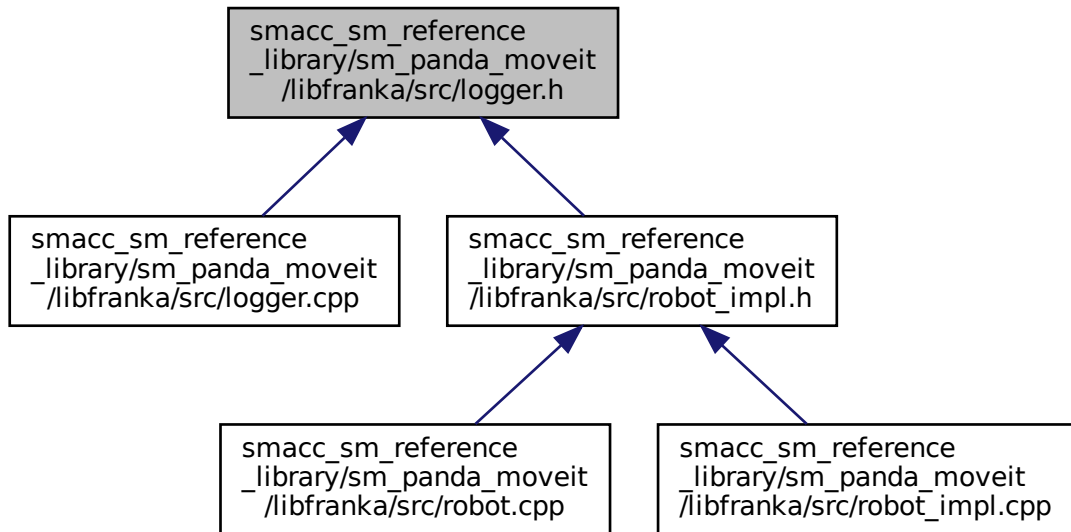 smacc_sm_reference
_library/sm_panda_moveit
/libfranka/src/logger.h
smacc_sm_reference
_library/sm_panda_moveit
/libfranka/src/logger.cpp
smacc_sm_reference
_library/sm_panda_moveit
/libfranka/src/robot_impl.h
smacc_sm_reference
_library/sm_panda_moveit
/libfranka/src/robot.cpp
smacc_sm_reference
_library/sm_panda_moveit
/libfranka/src/robot_impl.cpp